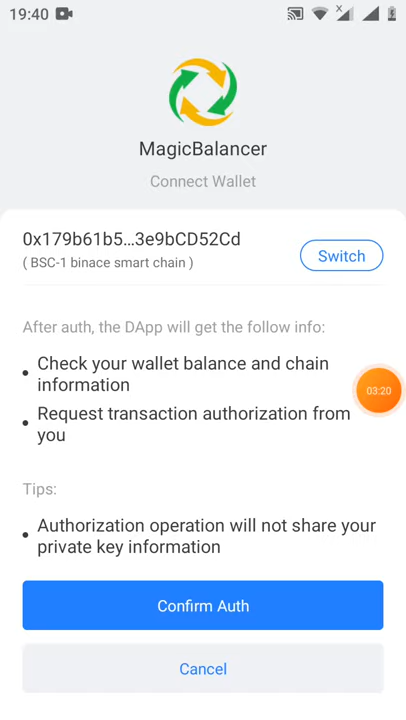 19:40
MagicBalancer
Connect Wallet
0x179b61b5...3e9bCD52Cd
( BSC-1 binace smart chain )
Switch
After auth, the DApp will get the follow info:
• Check your wallet balance and chain
information
• Request transaction authorization from
you
03:20
Tips:
• Authorization operation will not share your
private key information
Confirm Auth
Cancel